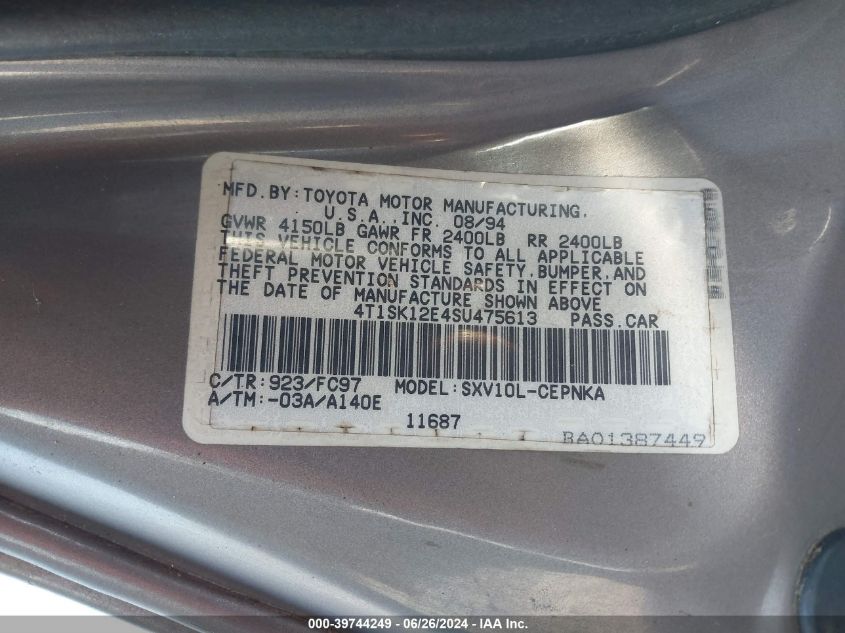 MFD.BY:TOYOTA MOTOR MANUFACTURING.
U.S.A.,INC. 08/94
GVWR 4150LB GAWR FR 2400LB RR 2400LB
THIS VEHICLE CONFORMS TO ALL APPLICABLE
FEDERAL MOTOR VEHICLE SAFETY.BUMPER.AND
THEFT PREVENTION STANDARDS IN EFFECT ON
THE DATE OF MANUFACTURE SHOWN ABOVE
4T1SK12E4SU475613 PASS.CAR
C/TR:923/FC97 MODEL:SXV10L-CEPNKA
A/TM:-03A/A140E
11687
BA01387449
000-39744249 | 06/26/2024 | IAA, Inc.